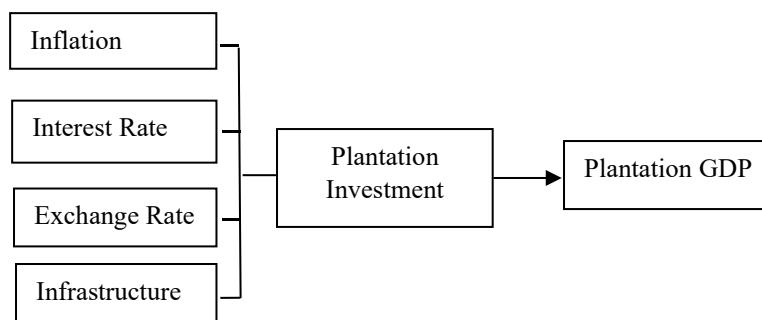 Inflation
Interest Rate
Exchange Rate
Infrastructure
Plantation
Investment
Plantation GDP